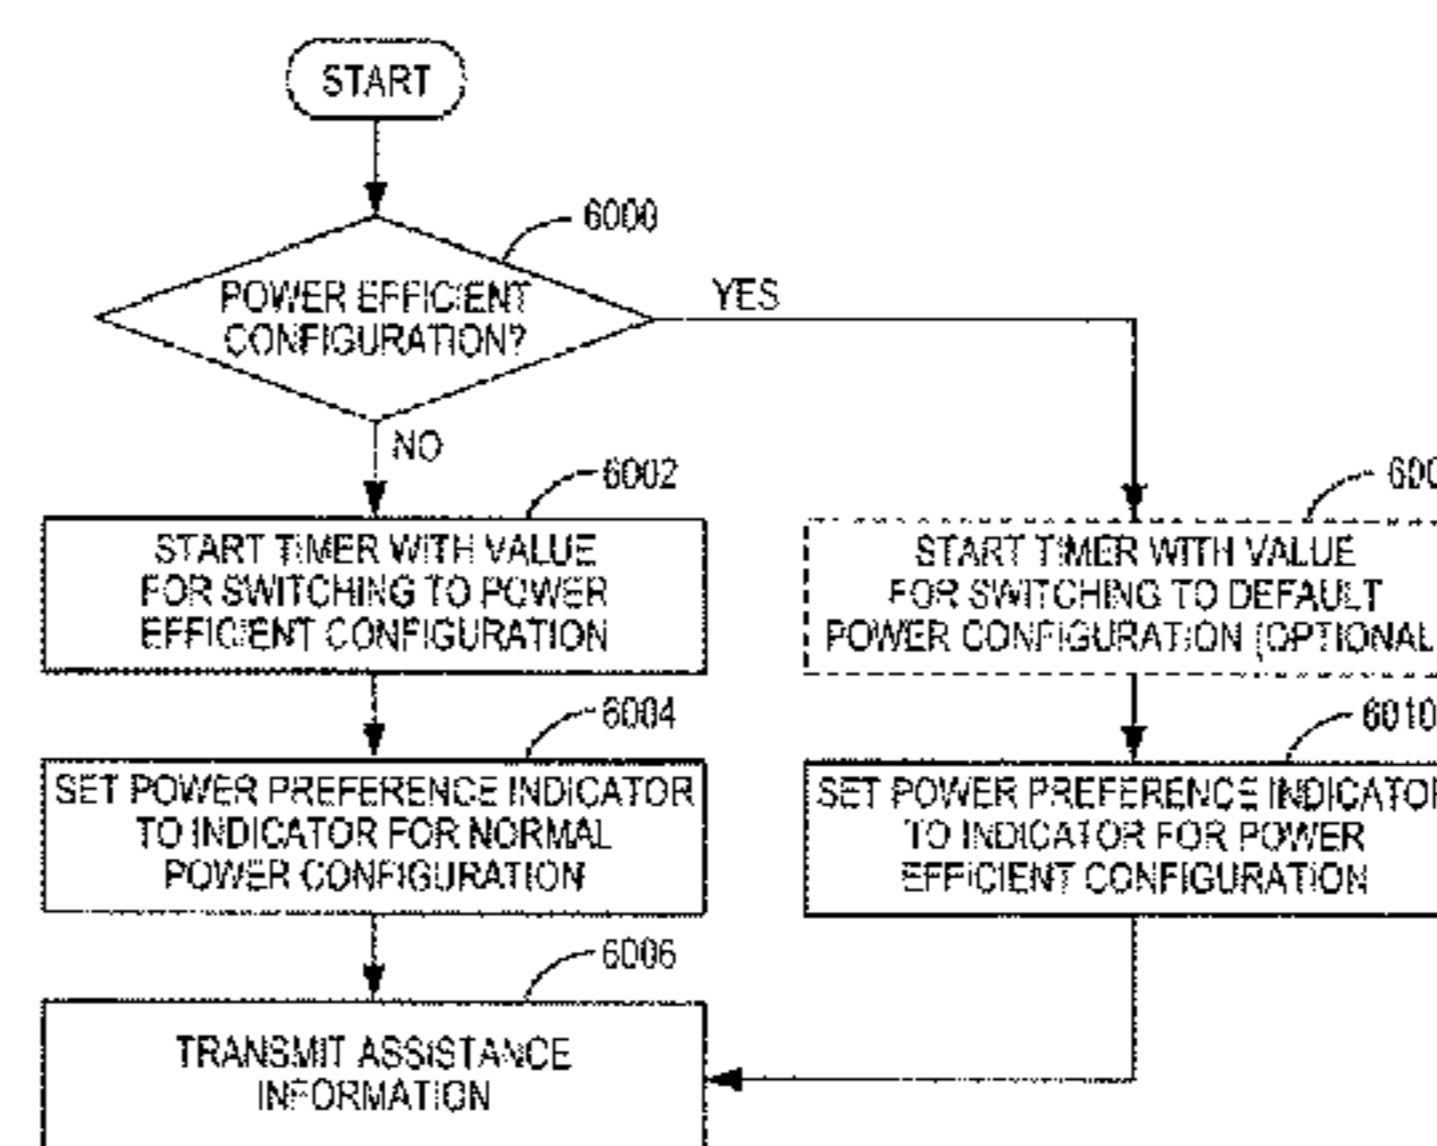 START
6000
POWER EFFICIENT
CONFIGURATION?
YES
NO
6002
START TIMER WITH VALUE
FOR SWITCHING TO POWER
EFFICIENT CONFIGURATION
START TIMER WITH VALUE
FOR SWITCHING TO DEFAULT
POWER CONFIGURATION (OPTIONAL
6004
SET POWER PREFERENCE INDICATOR
TO INDICATOR FOR NORMAL
POWER CONFIGURATION
6010
SET POWER PREFERENCE INDICATOR
TO INDICATOR FOR POWER
EFFICIENT CONFIGURATION
6006
TRANSMIT ASSISTANCE
INFORMATION